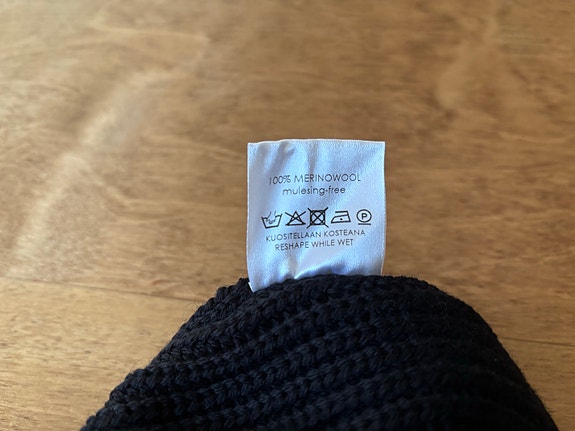 100% MERINOWOOL
mulesing-free
P
KUOSITELLAAN KOSTEANA
RESHAPE WHILE WET